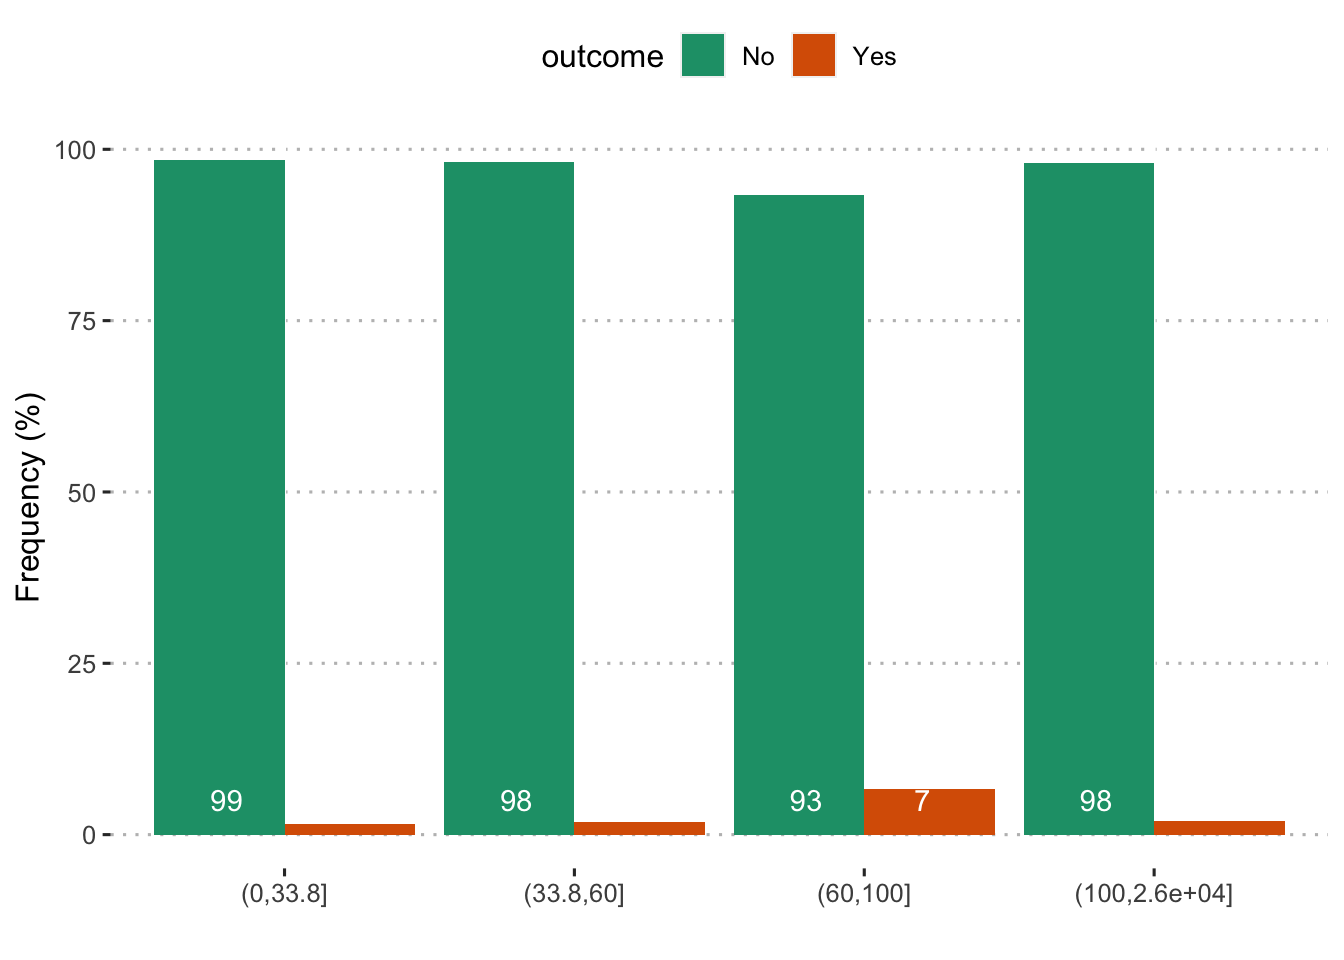 outcome No Yes
100
75
50
25
0
Frequency (%)
99 98 93 7 98
(0,33.8] (33.8,60] (60,100] (100,2.6e+04]